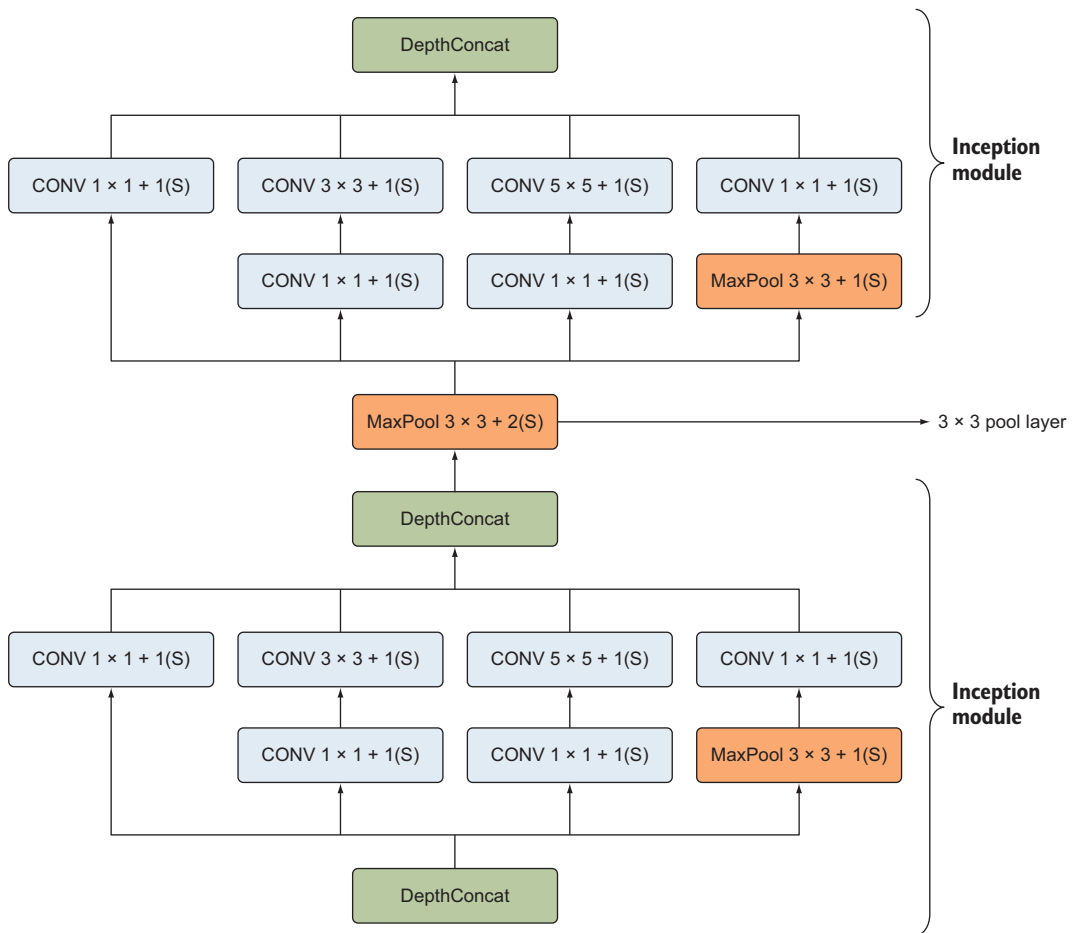 DepthConcat
CONV 1 × 1 + 1(S)
CONV 3 × 3 + 1(S)
CONV 5 × 5 + 1(S)
CONV 1 × 1 + 1(S)
Inception
module
CONV 1 × 1 + 1(S)
CONV 1 × 1 + 1(S)
MaxPool 3 × 3 + 1(S)
MaxPool 3 × 3 + 2(S)
3 × 3 pool layer
DepthConcat
CONV 1 × 1 + 1(S)
CONV 3 × 3 + 1(S)
CONV 5 × 5 + 1(S)
CONV 1 × 1 + 1(S)
Inception
module
CONV 1 × 1 + 1(S)
CONV 1 × 1 + 1(S)
MaxPool 3 × 3 + 1(S)
DepthConcat